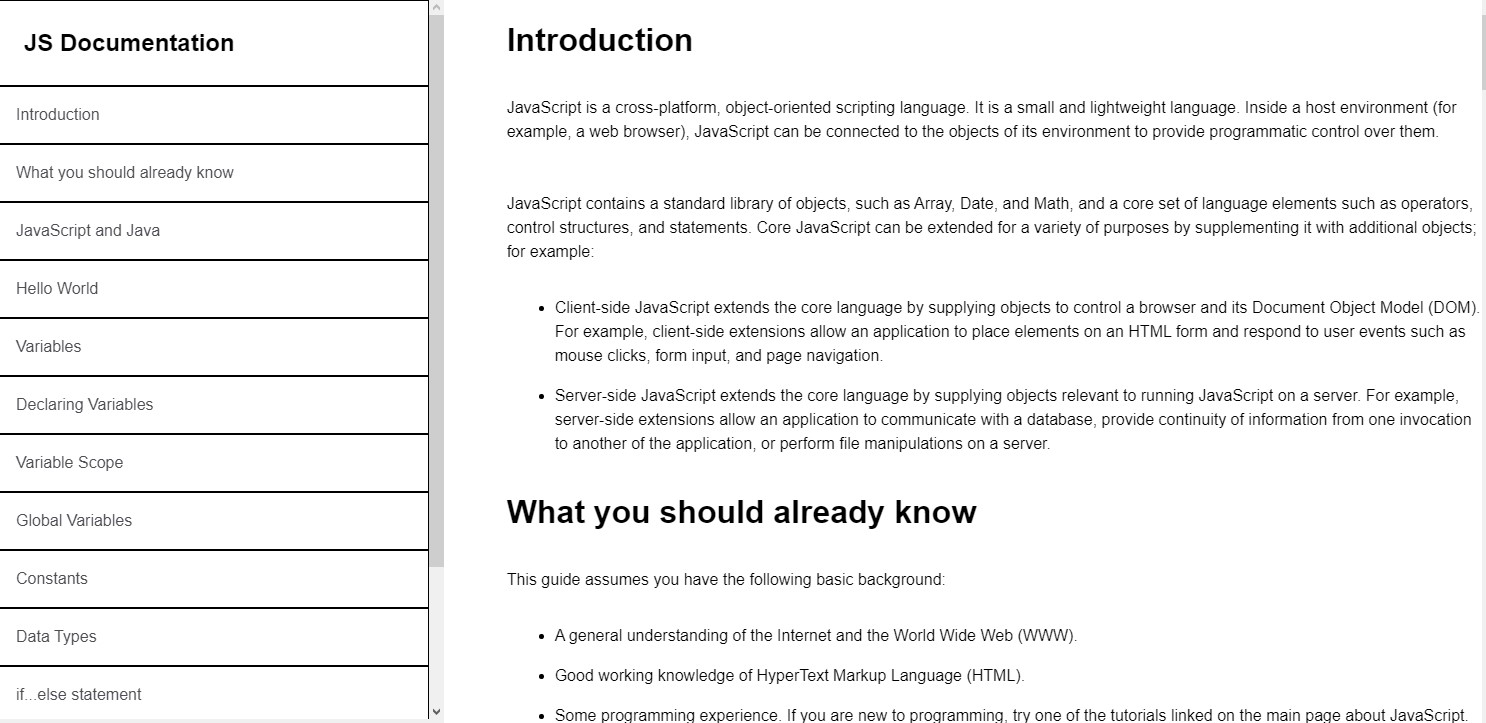 JS Documentation
Introduction
What you should already know
JavaScript and Java
Hello World
Variables
Declaring Variables
Variable Scope
Global Variables
Constants
Data Types
if...else statement
Introduction
JavaScript is a cross-platform, object-oriented scripting language. It is a small and lightweight language. Inside a host environment (for
example, a web browser), JavaScript can be connected to the objects of its environment to provide programmatic control over them.
JavaScript contains a standard library of objects, such as Array, Date, and Math, and a core set of language elements such as operators,
control structures, and statements. Core JavaScript can be extended for a variety of purposes by supplementing it with additional objects;
for example:
• Client-side JavaScript extends the core language by supplying objects to control a browser and its Document Object Model (DOM).
For example, client-side extensions allow an application to place elements on an HTML form and respond to user events such as
mouse clicks, form input, and page navigation.
• Server-side JavaScript extends the core language by supplying objects relevant to running JavaScript on a server. For example,
server-side extensions allow an application to communicate with a database, provide continuity of information from one invocation
to another of the application, or perform file manipulations on a server.
What you should already know
This guide assumes you have the following basic background:
• A general understanding of the Internet and the World Wide Web (WWW).
• Good working knowledge of HyperText Markup Language (HTML).
• Some programming experience. If you are new to programming, try one of the tutorials linked on the main page about JavaScript.